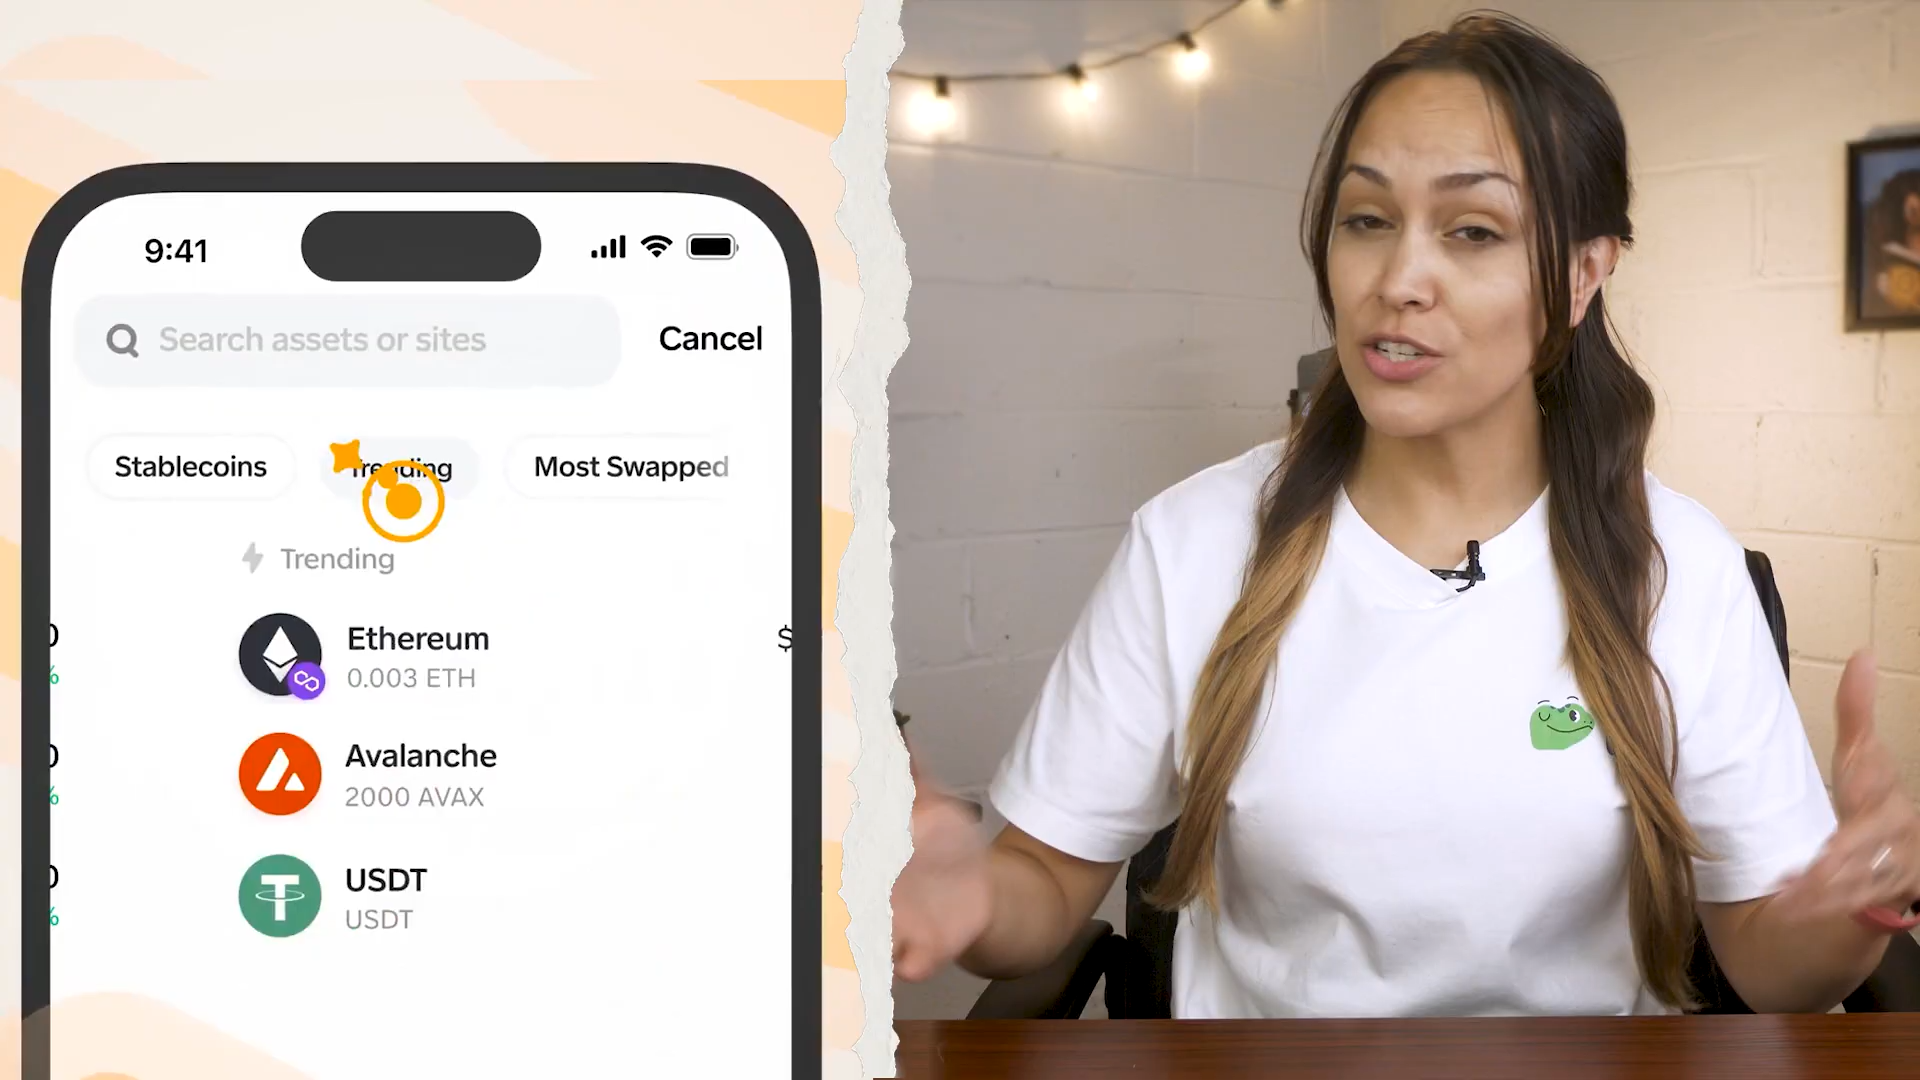 9:41
Search assets or sites
Cancel
Stablecoins
Trending
Most Swapped
Trending
Ethereum
0.003 ETH
$
Avalanche
2000 AVAX
USDT
USDT